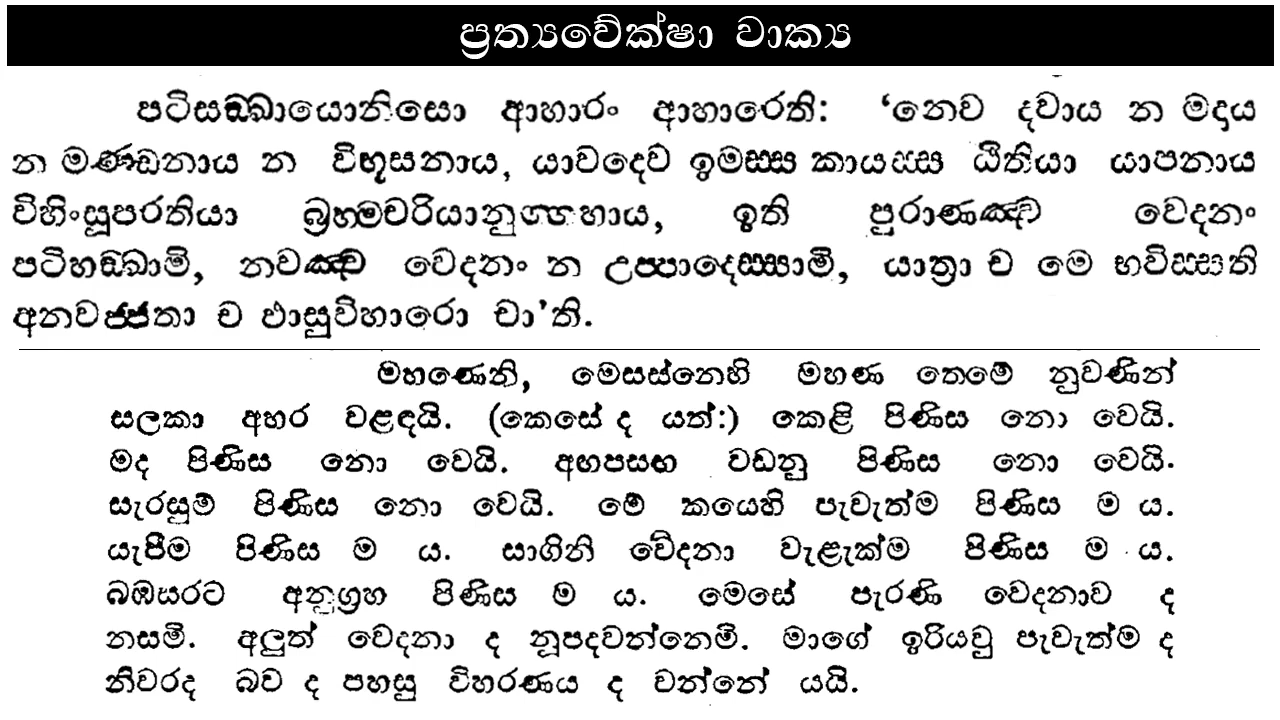 ප්‍රත්‍යවේක්ෂා වාක්‍ය
පටිසඞ්ඛායොනිසො ආහාරං ආහාරෙති: ‘නෙව දවාය න මදාය
න මණ්ඩනාය න විභූසනාය, යාවදෙව ඉමස්ස කායස්ස ඨිතියා යාපනාය
විහිංසූපරතියා බ්‍රහ්මචරියානුග්ගහාය, ඉති පුරාණඤ්ච වෙදනං
පටිහඞ්ඛාමි, නවඤ්ච වෙදනං න උප්පාදෙස්සාමි, යාත්‍රා ච මෙ භවිස්සති
අනවජ්ජතා ච ඵාසුවිහාරො චා’ති.
මහණෙනි, මෙසස්නෙහි මහණ තෙමේ නුවණින්
සලකා අහර වළඳයි. (කෙසේ ද යත්:) කෙළි පිණිස නො වෙයි.
මද පිණිස නො වෙයි. අඟපසඟ වඩනු පිණිස නො වෙයි.
සැරසුම් පිණිස නො වෙයි. මේ කයෙහි පැවැත්ම පිණිස ම ය.
යැපීම පිණිස ම ය. සාගිනි වේදනා වැළැක්ම පිණිස ම ය.
බඹසරට අනුග්‍රහ පිණිස ම ය. මෙසේ පැරණි වෙදනාව ද
නසමි. අලුත් වෙදනා ද නූපදවන්නෙමි. මාගේ ඉරියවු පැවැත්ම ද
නිවරද බව ද පහසු විහරණය ද වන්නේ යයි.